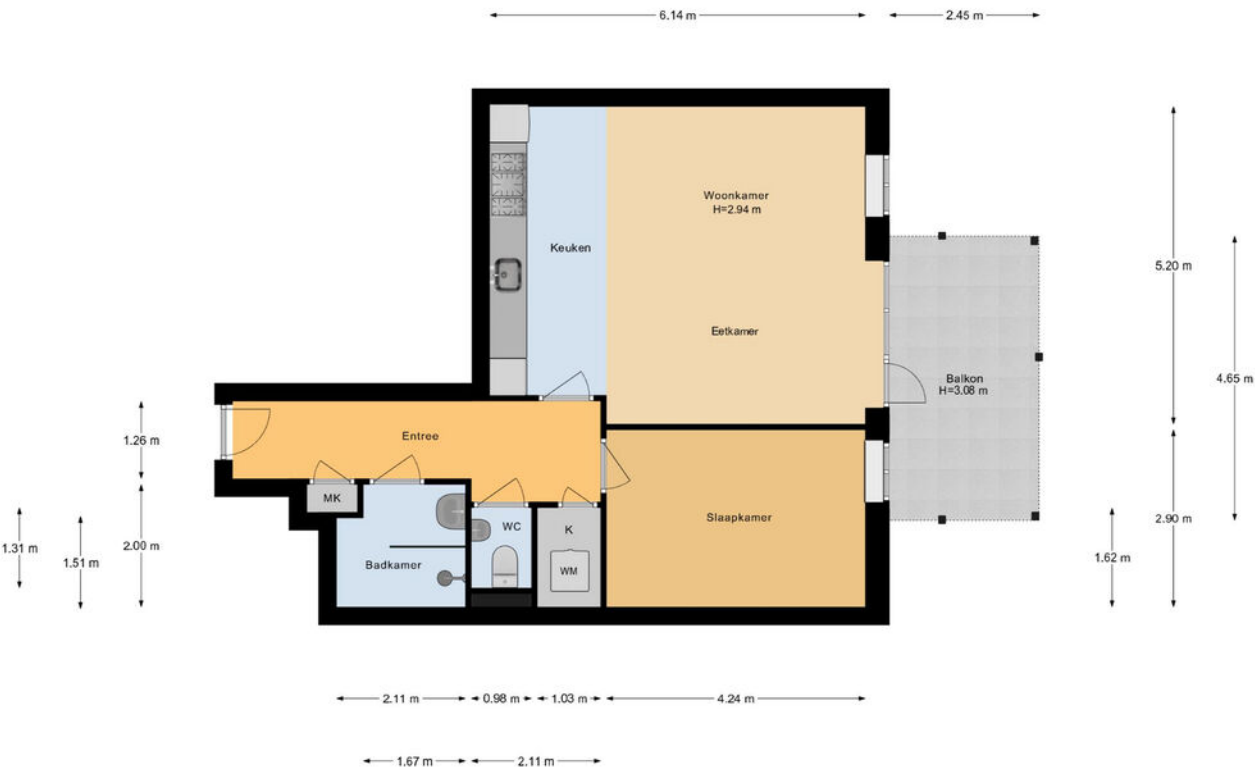 6.14 m
2.45 m
Woonkamer
H=2.94 m
Keuken
5.20 m
Eetkamer
Balkon
H=3.08 m
4.65 m
1.26 m
Entree
MK
Slaapkamer
2.90 m
WC
K
1.31 m
1.51 m
2.00 m
1.62 m
Badkamer
WM
2.11 m
0.98 m
1.03 m
4.24 m
1.67 m
2.11 m